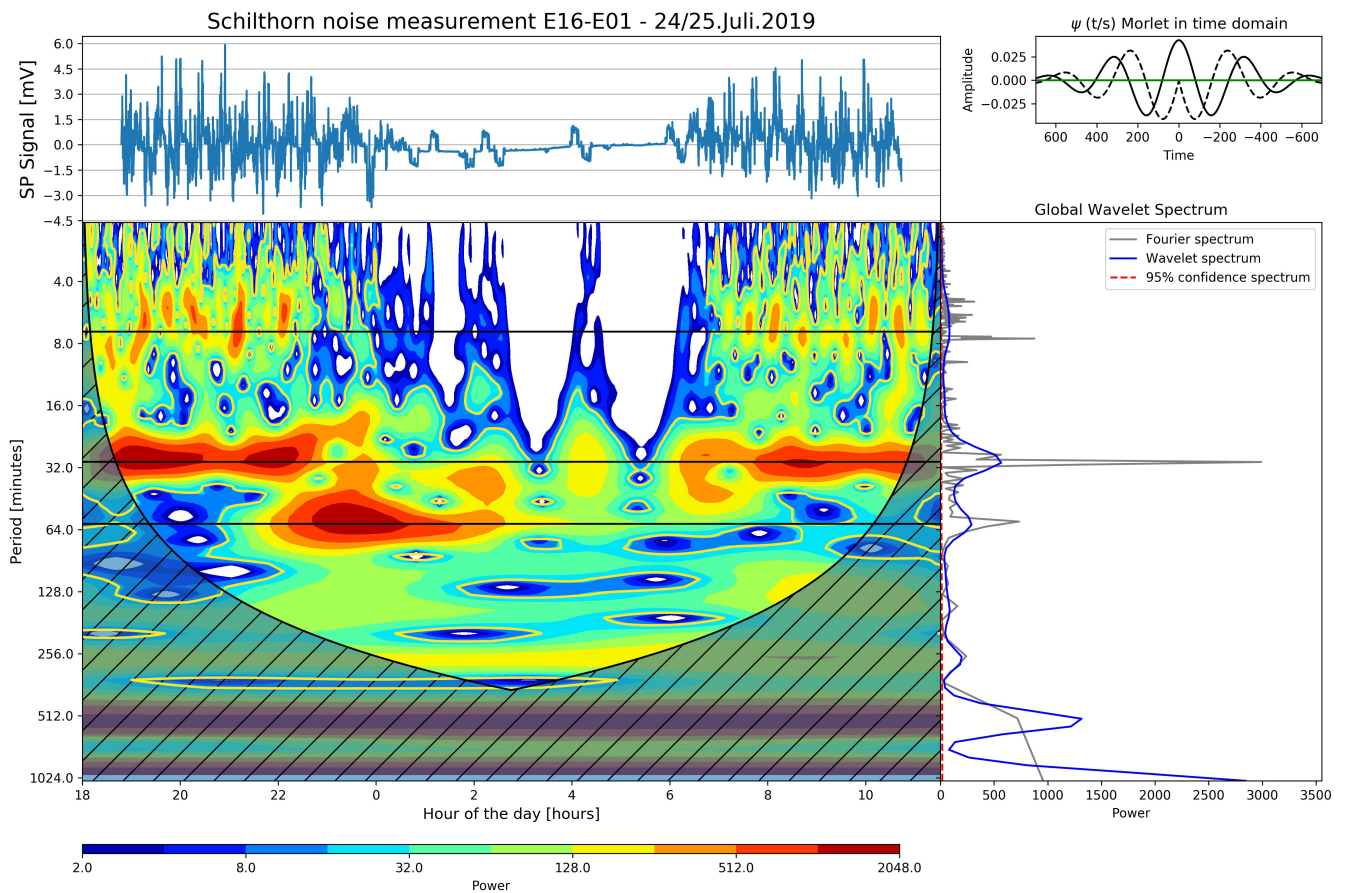 Schilthorn noise measurement E16-E01 - 24/25.Juli.2019
SP Signal [mV]
6.0
4.5
3.0
1.5
0.0
−1.5
−3.0
−4.5
ψ (t/s) Morlet in time domain
Amplitude
0.025
0.000
−0.025
600 400 200 0 −200 −400 −600
Time
Global Wavelet Spectrum
Fourier spectrum
Wavelet spectrum
95% confidence spectrum
Period [minutes]
4.0
8.0
16.0
32.0
64.0
128.0
256.0
512.0
1024.0
18 20 22 0 2 4 6 8 10
Hour of the day [hours]
0 500 1000 1500 2000 2500 3000 3500
Power
2.0 8.0 32.0 128.0 512.0 2048.0
Power